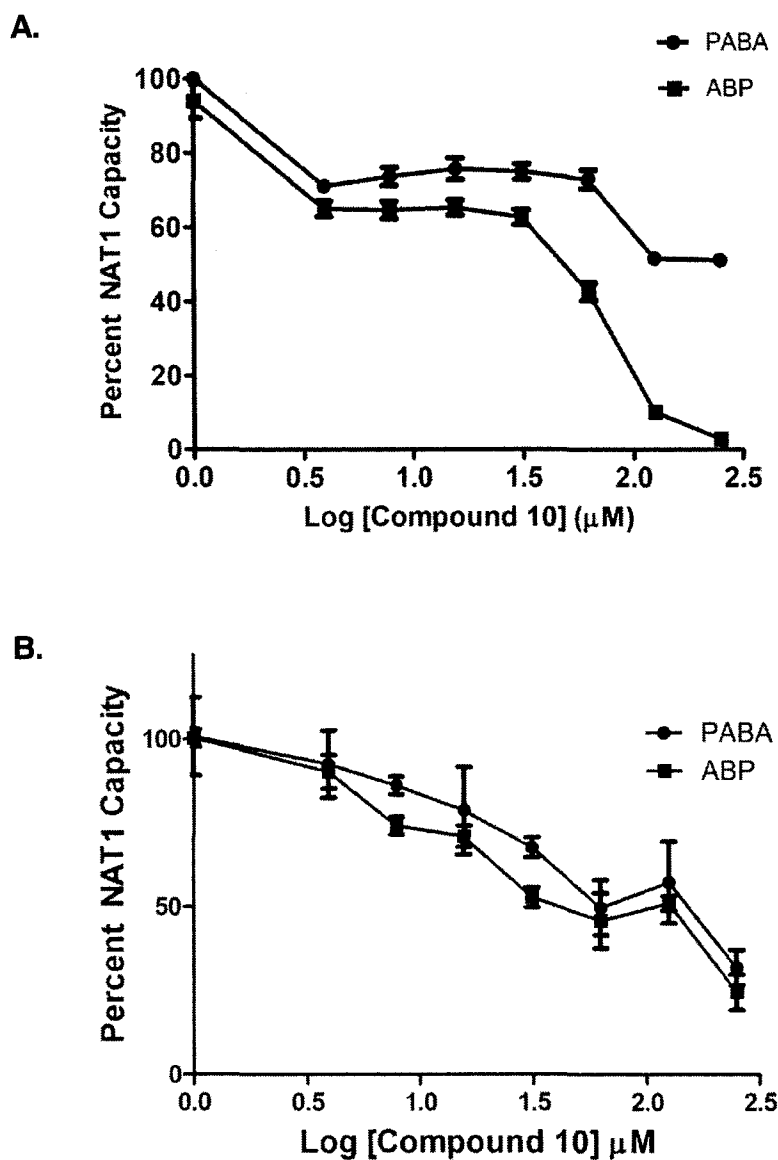 A.
PABA
ABP
Percent NAT1 Capacity
100
80
60
40
20
0
0.0 0.5 1.0 1.5 2.0 2.5
Log [Compound 10] (μM)
B.
PABA
ABP
Percent NAT1 Capacity
100
50
0
0.0 0.5 1.0 1.5 2.0 2.5
Log [Compound 10] μM